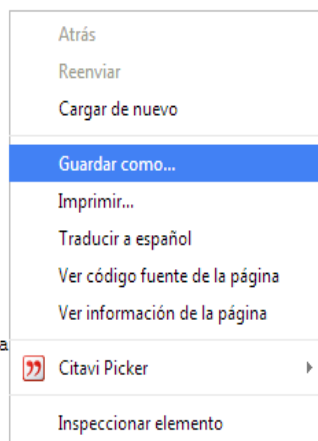 Atrás
Reenviar
Cargar de nuevo
Guardar como...
Imprimir...
Traducir a español
Ver código fuente de la página
Ver información de la página
a
Citavi Picker
Inspeccionar elemento